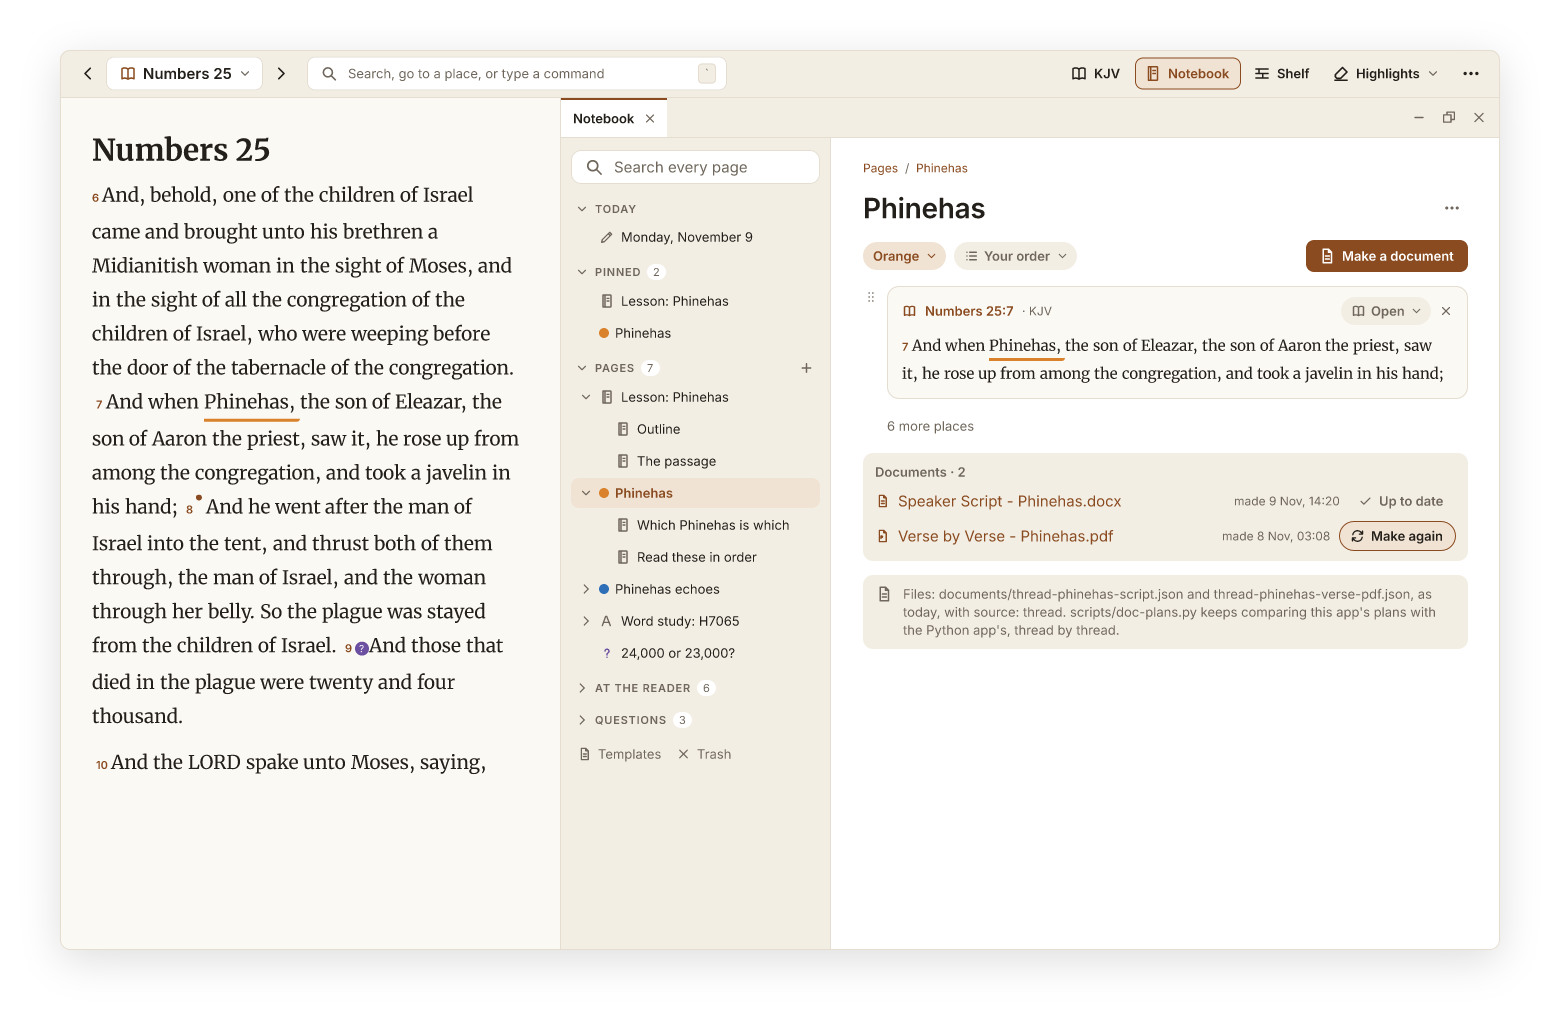 Numbers 25
Search, go to a place, or type a command
`
KJV
Notebook
Shelf
Highlights
Numbers 25
6 And, behold, one of the children of Israel
came and brought unto his brethren a
Midianitish woman in the sight of Moses, and
in the sight of all the congregation of the
children of Israel, who were weeping before
the door of the tabernacle of the congregation.
7 And when Phinehas, the son of Eleazar, the
son of Aaron the priest, saw it, he rose up from
among the congregation, and took a javelin in
his hand; 8 And he went after the man of
Israel into the tent, and thrust both of them
through, the man of Israel, and the woman
through her belly. So the plague was stayed
from the children of Israel. 9 ? And those that
died in the plague were twenty and four
thousand.
10 And the LORD spake unto Moses, saying,
Notebook
Search every page
TODAY
Monday, November 9
PINNED 2
Lesson: Phinehas
Phinehas
PAGES 7
Lesson: Phinehas
Outline
The passage
Phinehas
Which Phinehas is which
Read these in order
Phinehas echoes
A Word study: H7065
? 24,000 or 23,000?
AT THE READER 6
QUESTIONS 3
Templates
Trash
Pages / Phinehas
Phinehas
Orange
Your order
Make a document
Numbers 25:7 · KJV
Open
7 And when Phinehas, the son of Eleazar, the son of Aaron the priest, saw
it, he rose up from among the congregation, and took a javelin in his hand;
6 more places
Documents · 2
Speaker Script - Phinehas.docx made 9 Nov, 14:20 Up to date
Verse by Verse - Phinehas.pdf made 8 Nov, 03:08 Make again
Files: documents/thread-phinehas-script.json and thread-phinehas-verse-pdf.json, as
today, with source: thread. scripts/doc-plans.py keeps comparing this app's plans with
the Python app's, thread by thread.